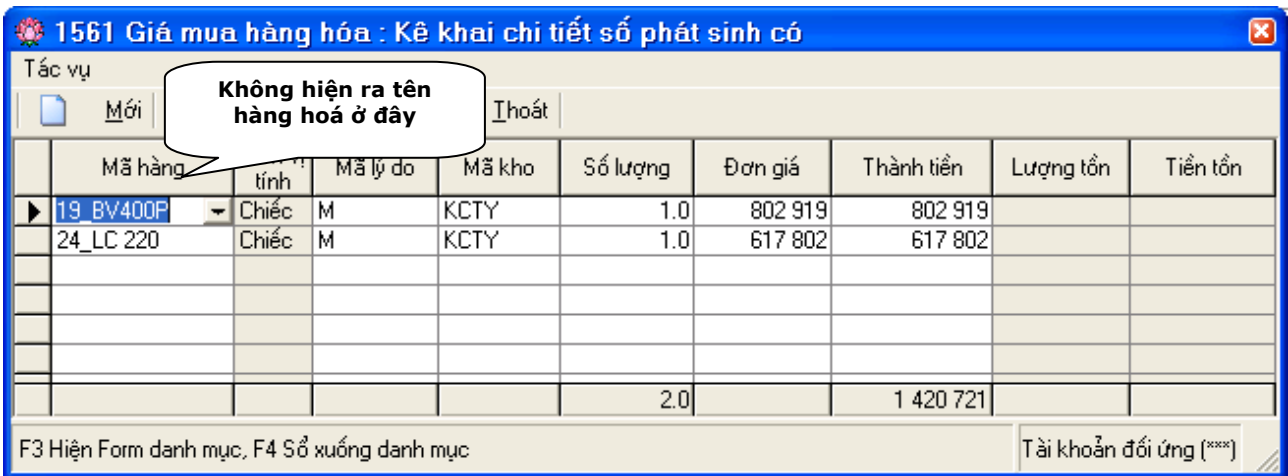 1561 Giá mua hàng hóa : Kê khai chi tiết số phát sinh có
Tác vụ
Mới Thoát
Không hiện ra tên
hàng hoá ở đây
Mã hàng tính Mã lý do Mã kho Số lượng Đơn giá Thành tiền Lượng tồn Tiền tồn
19_BV400P Chiếc M KCTY 1.0 802 919 802 919
24_LC 220 Chiếc M KCTY 1.0 617 802 617 802
2.0 1 420 721
F3 Hiện Form danh mục, F4 Sổ xuống danh mục Tài khoản đối ứng (***)